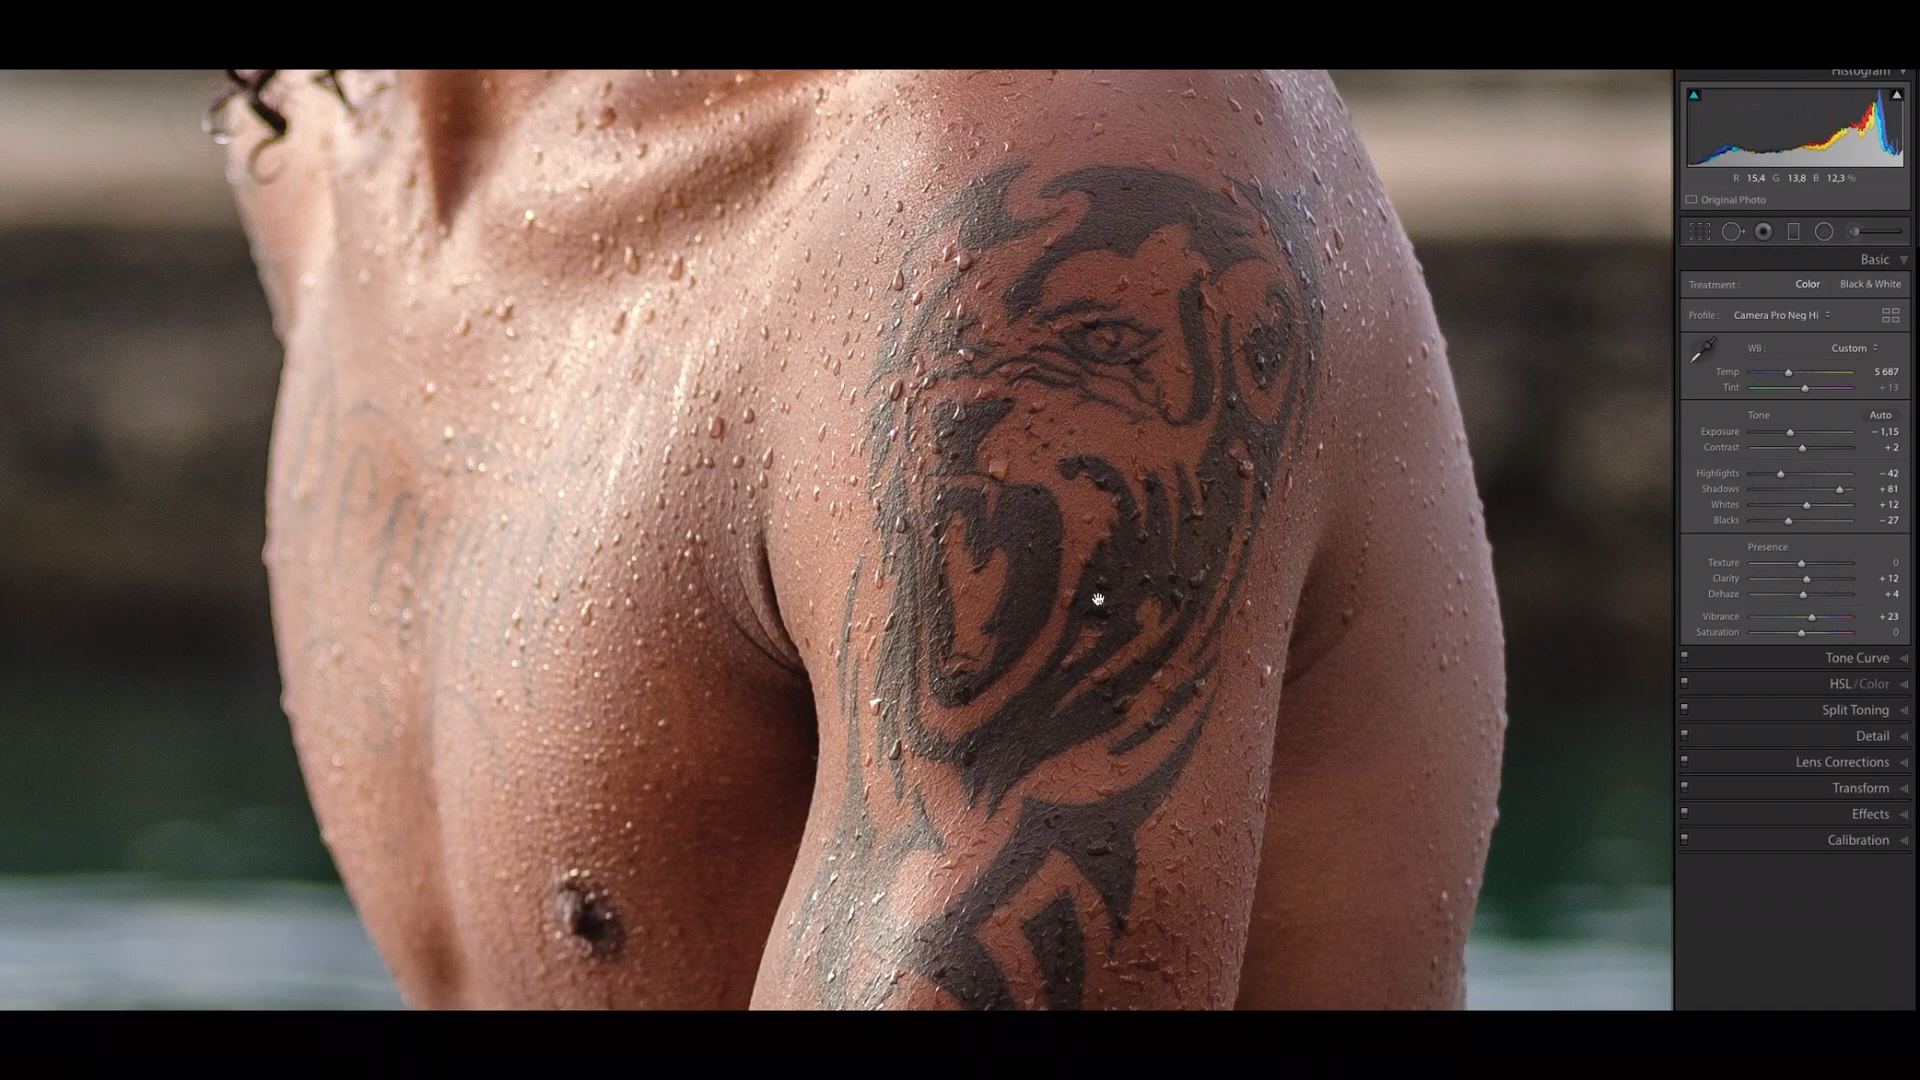 Histogram
R 15,4 G 13,8 B 12,3 %
Original Photo
Basic
Treatment : Color Black & White
Profile : Camera Pro Neg Hi
WB : Custom
Temp 5 687
Tint + 13
Tone Auto
Exposure – 1,15
Contrast + 2
Highlights – 42
Shadows + 81
Whites + 12
Blacks – 27
Presence
Texture 0
Clarity + 12
Dehaze + 4
Vibrance + 23
Saturation 0
Tone Curve
HSL / Color
Split Toning
Detail
Lens Corrections
Transform
Effects
Calibration